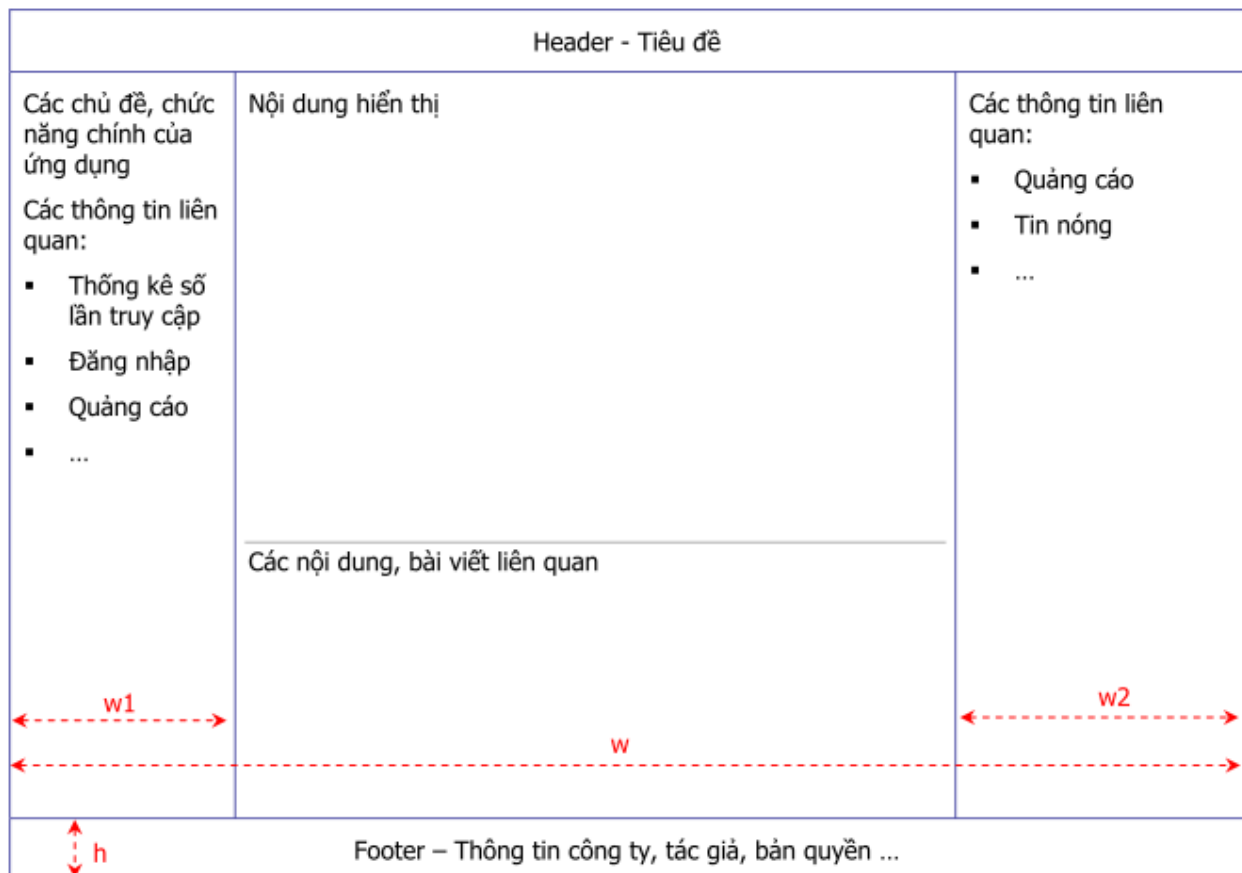 Header - Tiêu đề
Các chủ đề, chức
năng chính của
ứng dụng
Các thông tin liên
quan:
▪ Thống kê số
lần truy cập
▪ Đăng nhập
▪ Quảng cáo
▪ ...
Nội dung hiển thị
Các nội dung, bài viết liên quan
Các thông tin liên
quan:
▪ Quảng cáo
▪ Tin nóng
▪ ...
w1
w2
w
h
Footer – Thông tin công ty, tác giả, bản quyền ...